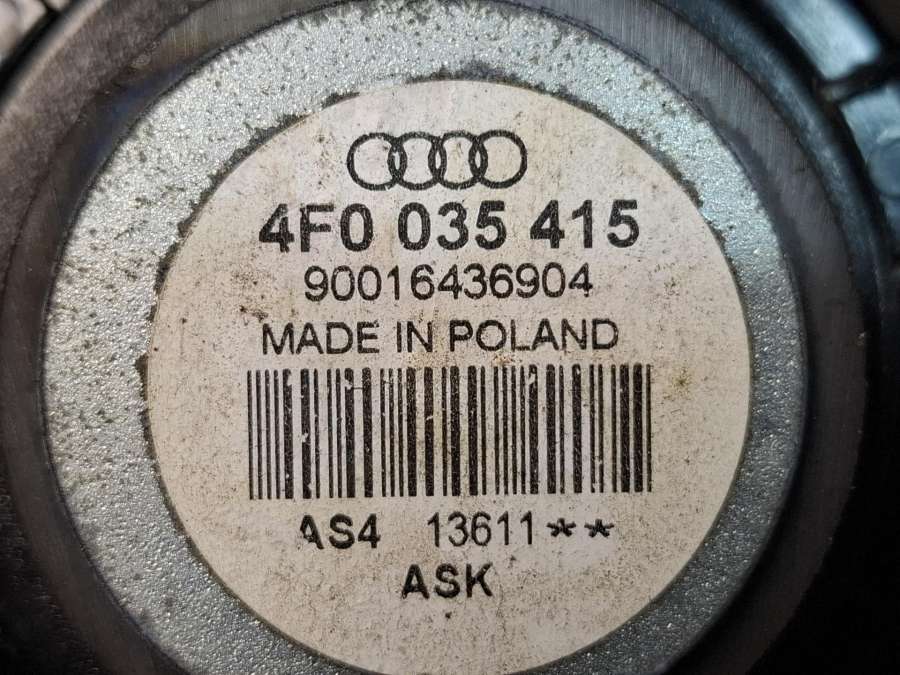 4F0 035 415
90016436904
MADE IN POLAND
AS4 13611**
ASK